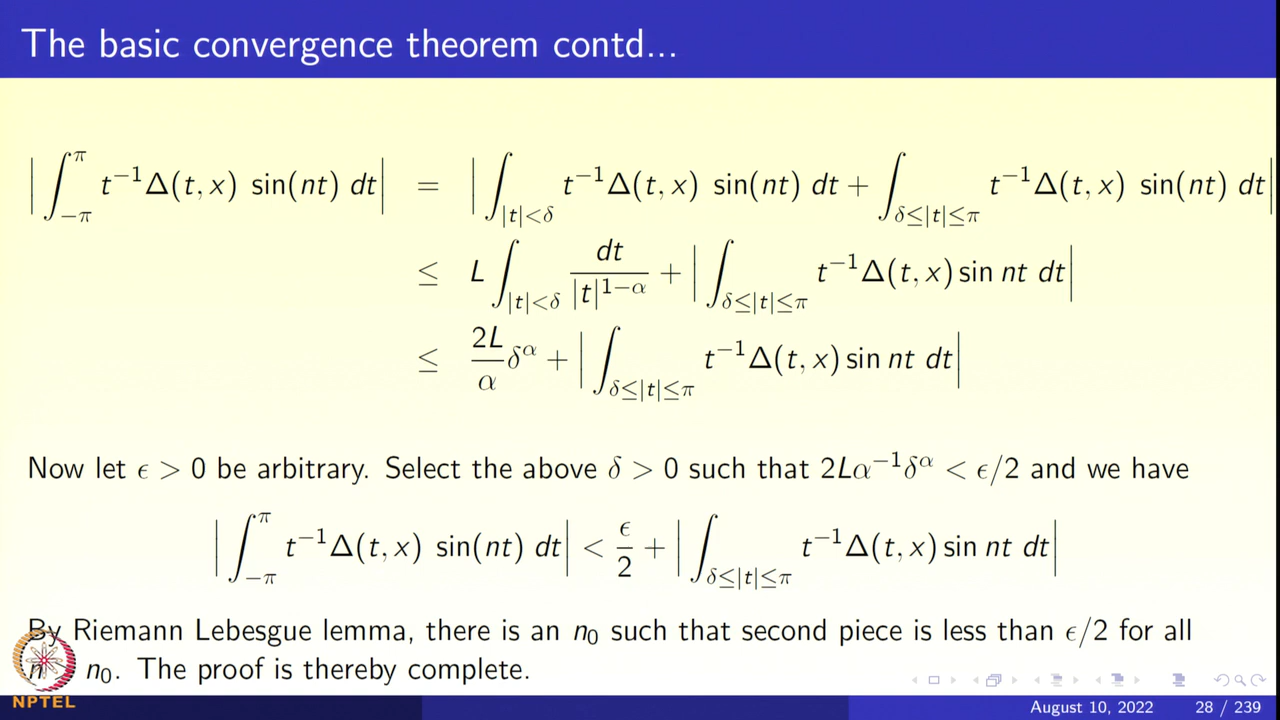 The basic convergence theorem contd...
|∫_{−π}^{π} t^{−1}Δ(t, x) sin(nt) dt| = |∫_{|t|<δ} t^{−1}Δ(t, x) sin(nt) dt + ∫_{δ≤|t|≤π} t^{−1}Δ(t, x) sin(nt) dt|
≤ L ∫_{|t|<δ} dt/|t|^{1−α} + |∫_{δ≤|t|≤π} t^{−1}Δ(t, x) sin nt dt|
≤ 2L/α δ^α + |∫_{δ≤|t|≤π} t^{−1}Δ(t, x) sin nt dt|
Now let ϵ > 0 be arbitrary. Select the above δ > 0 such that 2Lα^{−1}δ^α < ϵ/2 and we have
|∫_{−π}^{π} t^{−1}Δ(t, x) sin(nt) dt| < ϵ/2 + |∫_{δ≤|t|≤π} t^{−1}Δ(t, x) sin nt dt|
By Riemann Lebesgue lemma, there is an n₀ such that second piece is less than ϵ/2 for all
n n₀. The proof is thereby complete.
NPTEL
August 10, 2022 28 / 239